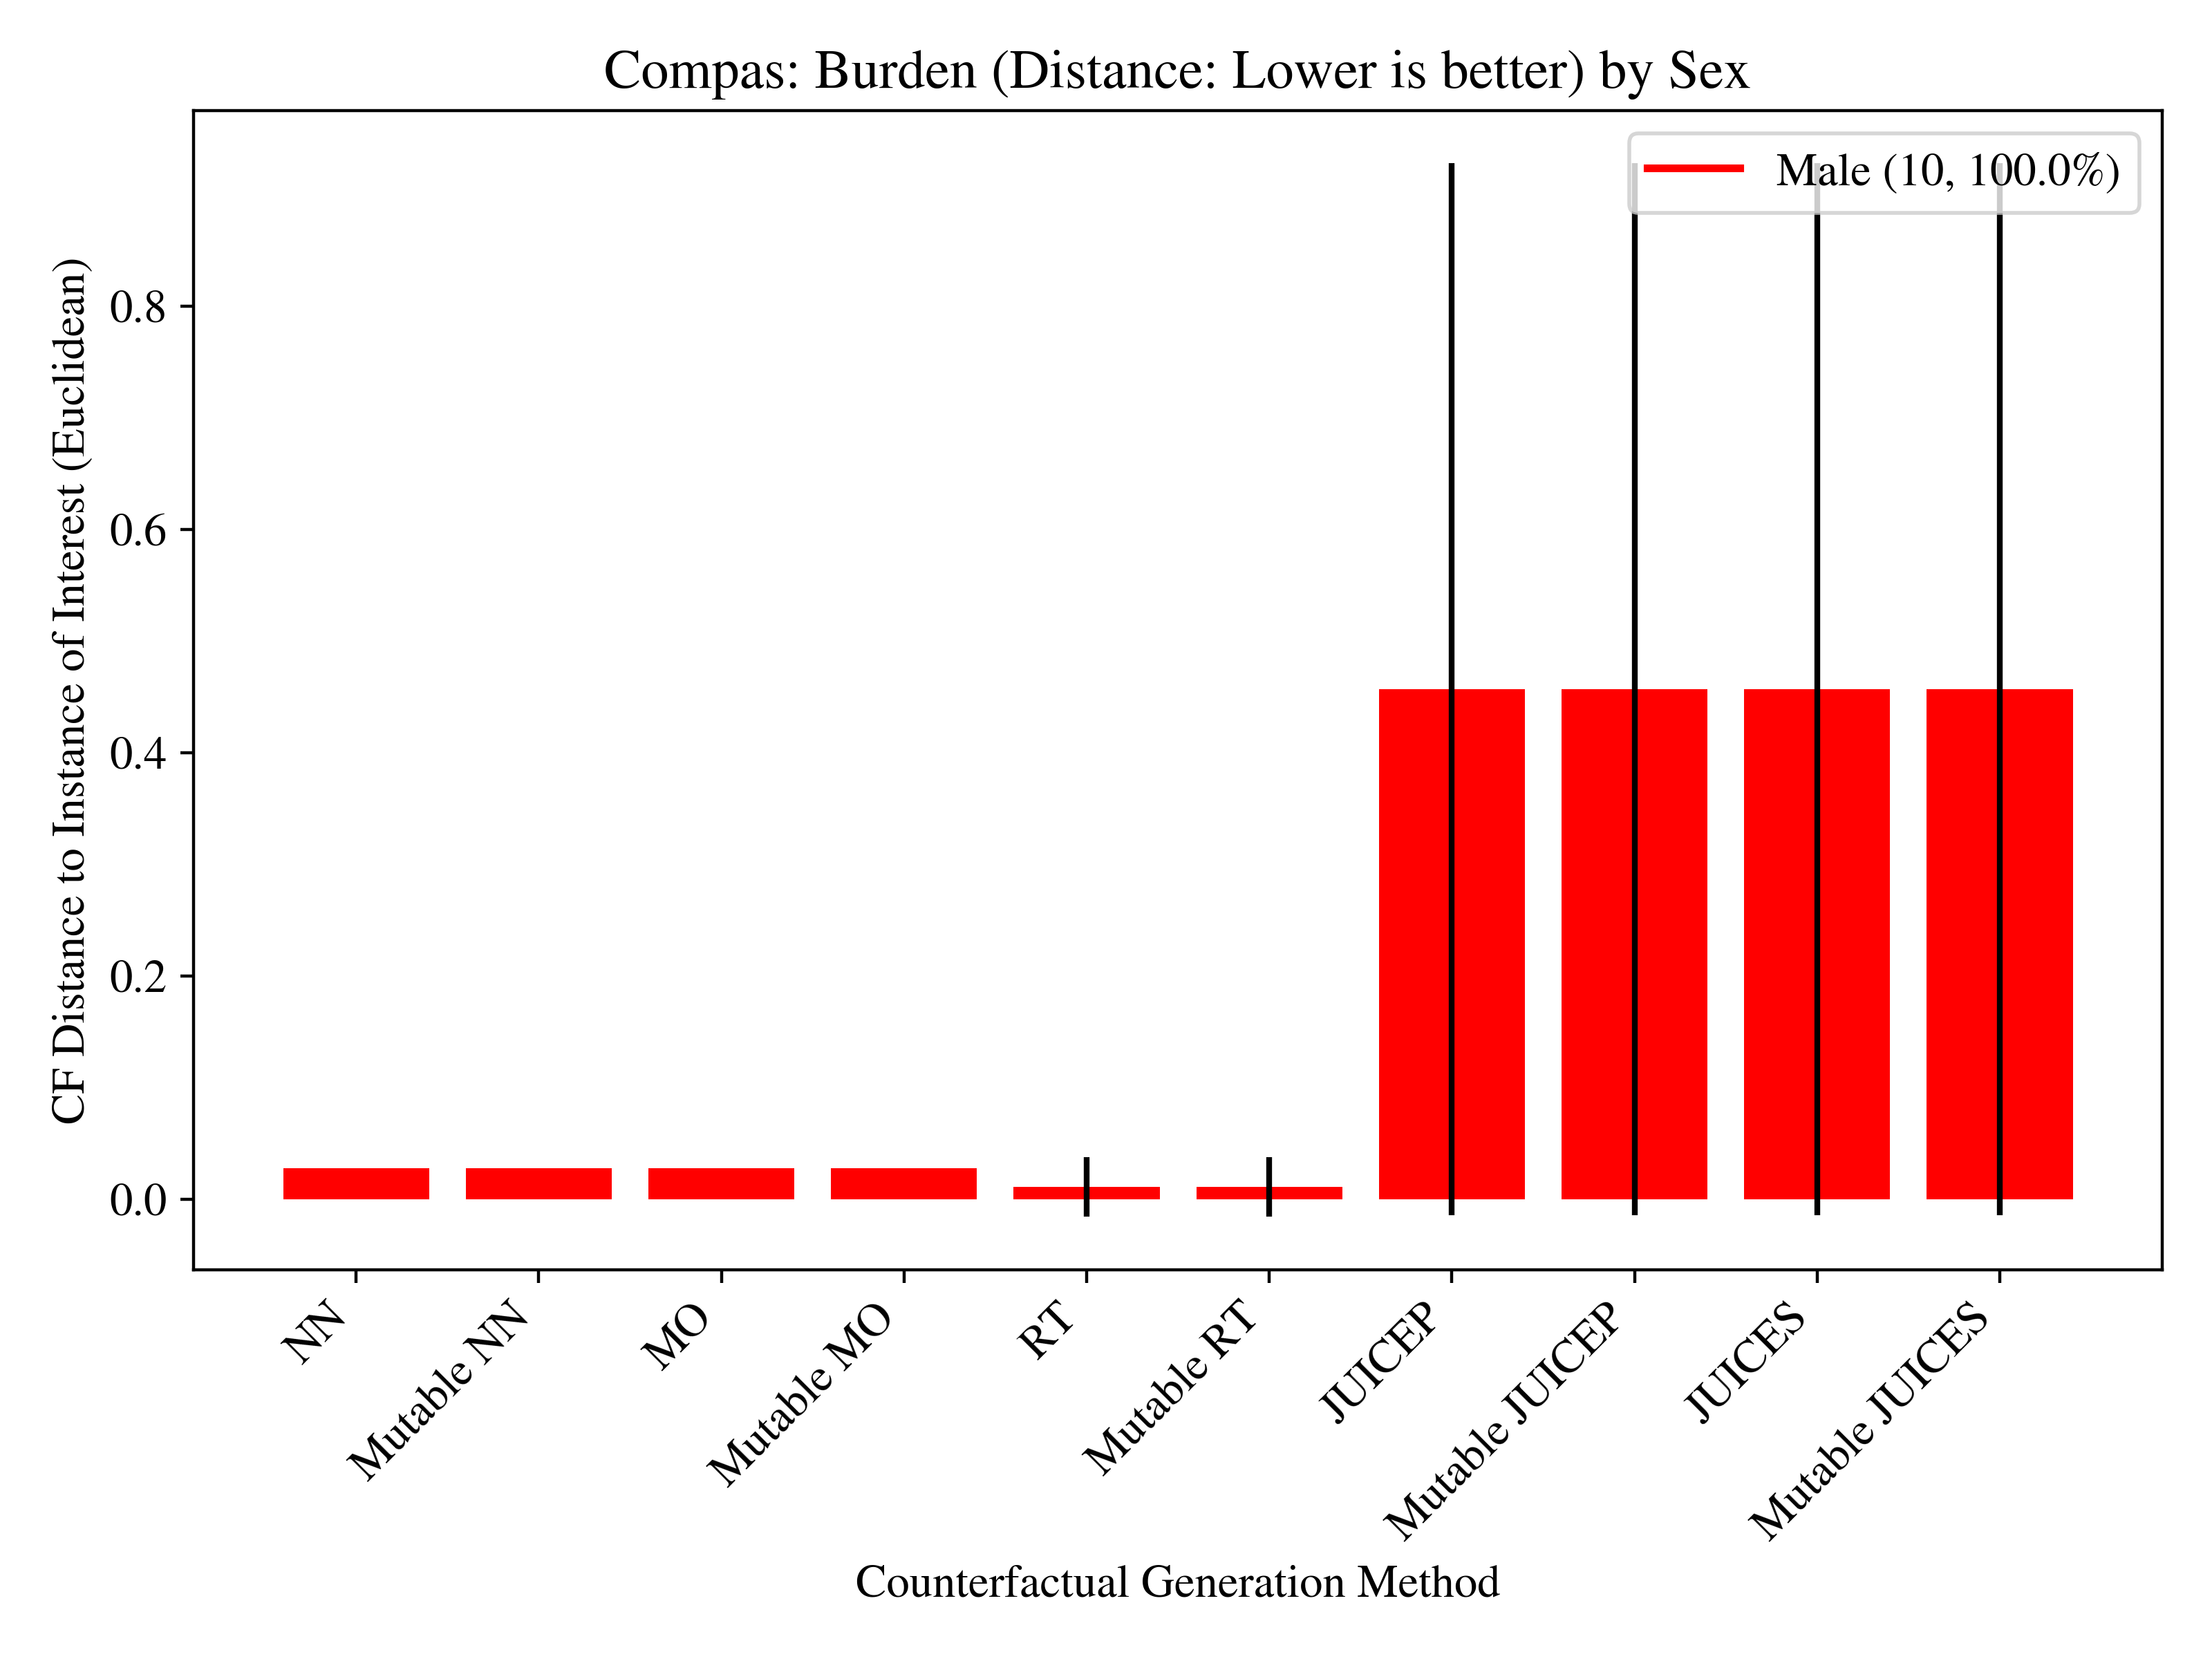 Compas: Burden (Distance: Lower is better) by Sex
Male (10, 100.0%)
CF Distance to Instance of Interest (Euclidean)
0.8
0.6
0.4
0.2
0.0
NN
Mutable NN
MO
Mutable MO
RT
Mutable RT
JUICEP
Mutable JUICEP
JUICES
Mutable JUICES
Counterfactual Generation Method